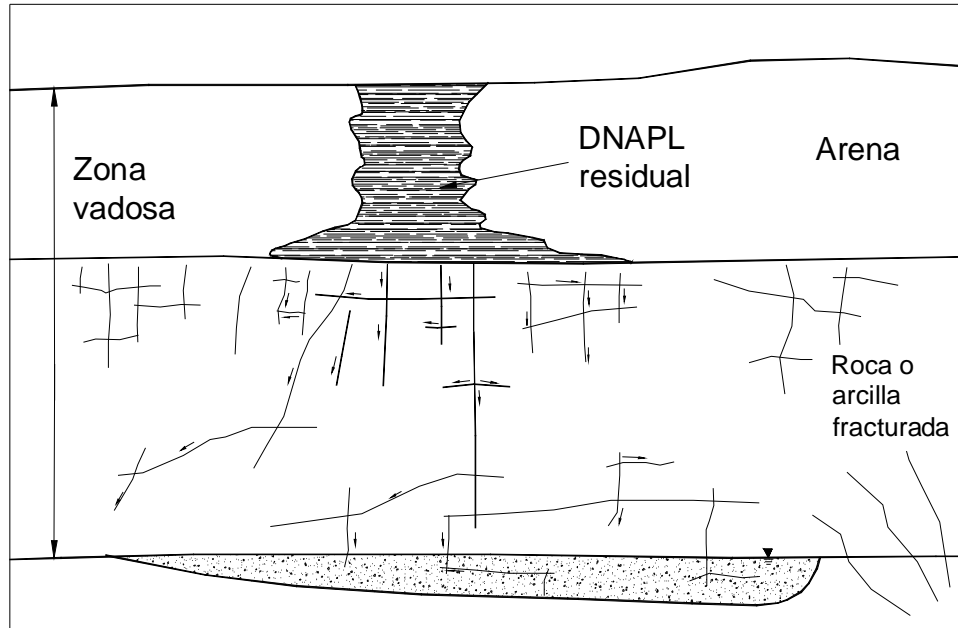 Zona
vadosa
DNAPL
residual
Arena
Roca o
arcilla
fracturada